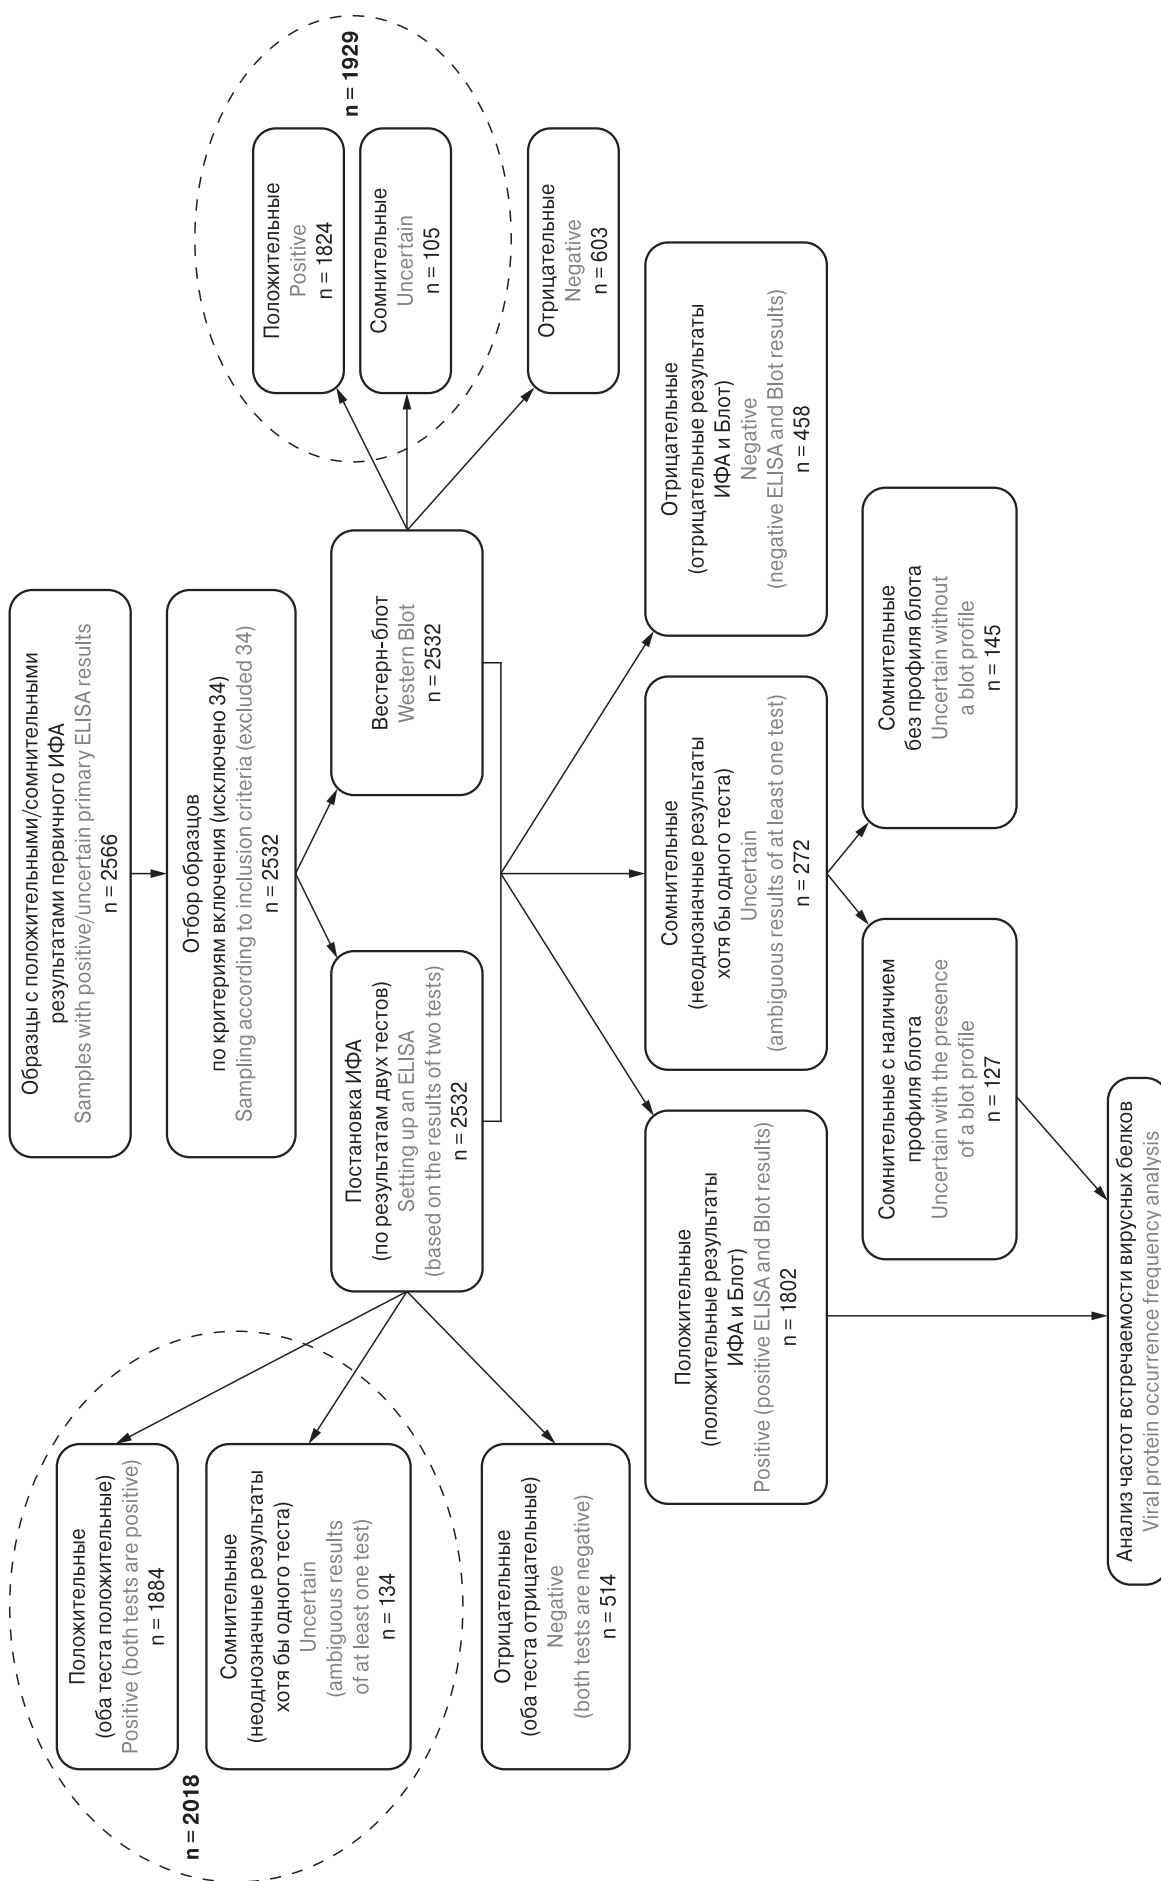 Образцы с положительными/сомнительными
результатами первичного ИФА
Samples with positive/uncertain primary ELISA results
n = 2566
Отбор образцов
по критериям включения (исключено 34)
Sampling according to inclusion criteria (excluded 34)
n = 2532
Постановка ИФА
(по результатам двух тестов)
Setting up an ELISA
(based on the results of two tests)
n = 2532
Вестерн-блот
Western Blot
n = 2532
Положительные
(оба теста положительные)
Positive (both tests are positive)
n = 1884
n = 2018
Сомнительные
(неоднозначные результаты
хотя бы одного теста)
Uncertain
(ambiguous results
of at least one test)
n = 134
Отрицательные
(оба теста отрицательные)
Negative
(both tests are negative)
n = 514
n = 1929
Положительные
Positive
n = 1824
Сомнительные
Uncertain
n = 105
Отрицательные
Negative
n = 603
Положительные
(положительные результаты
ИФА и Блот)
Positive (positive ELISA and Blot results)
n = 1802
Сомнительные
(неоднозначные результаты
хотя бы одного теста)
Uncertain
(ambiguous results of at least one test)
n = 272
Отрицательные
(отрицательные результаты
ИФА и Блот)
Negative
(negative ELISA and Blot results)
n = 458
Сомнительные с наличием
профиля блота
Uncertain with the presence
of a blot profile
n = 127
Сомнительные
без профиля блота
Uncertain without
a blot profile
n = 145
Анализ частот встречаемости вирусных белков
Viral protein occurrence frequency analysis